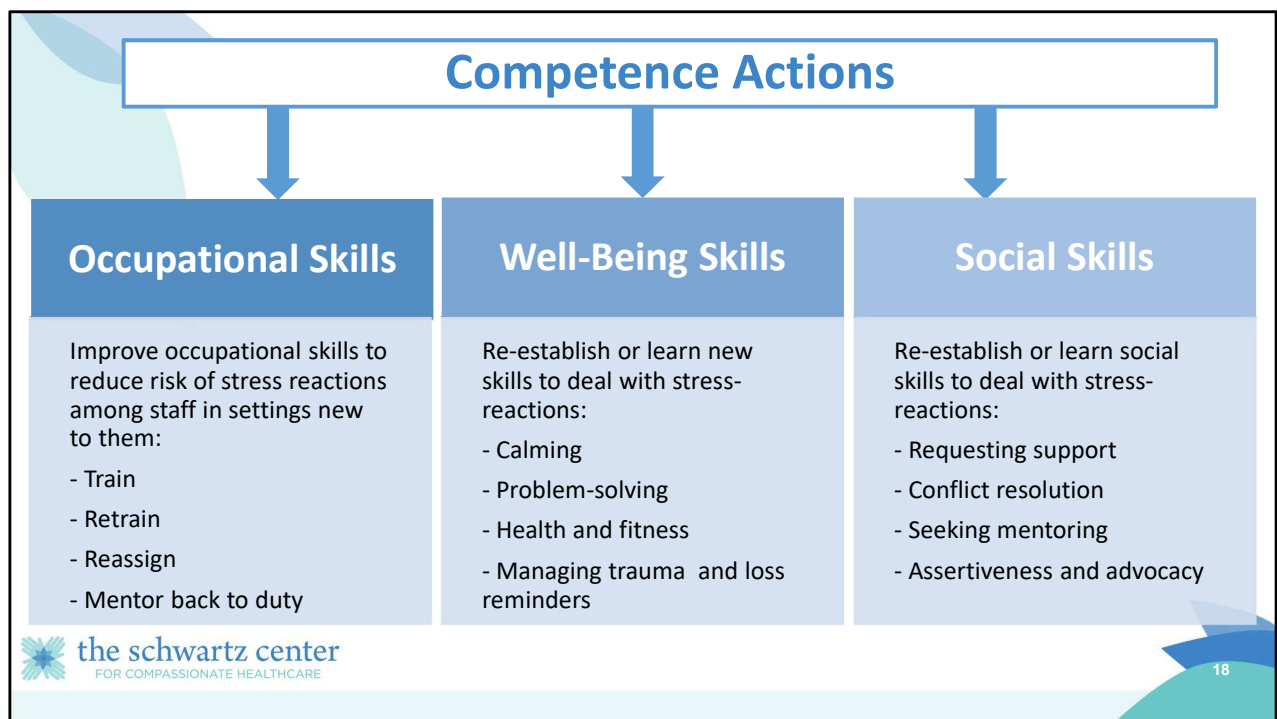 Competence Actions
Occupational Skills
Improve occupational skills to
reduce risk of stress reactions
among staff in settings new
to them:
- Train
- Retrain
- Reassign
- Mentor back to duty
Well-Being Skills
Re-establish or learn new
skills to deal with stress-
reactions:
- Calming
- Problem-solving
- Health and fitness
- Managing trauma  and loss
reminders
Social Skills
Re-establish or learn social
skills to deal with stress-
reactions:
- Requesting support
- Conflict resolution
- Seeking mentoring
- Assertiveness and advocacy
the schwartz center
FOR COMPASSIONATE HEALTHCARE
18